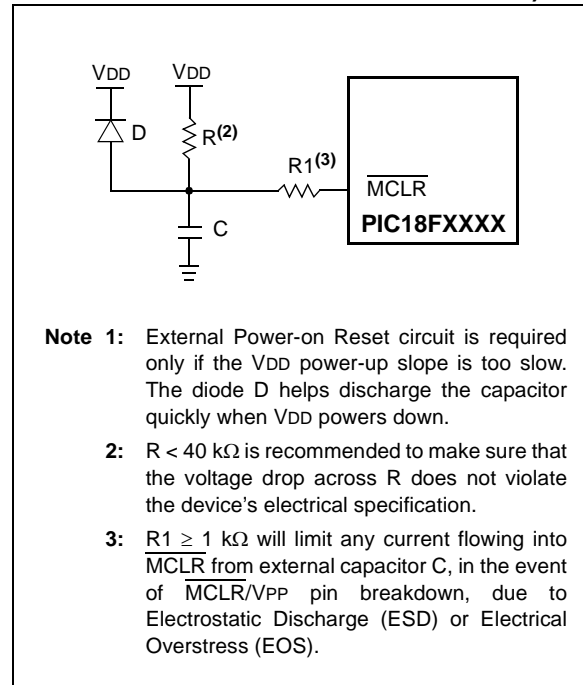 VDD VDD
D R(2)
R1(3)
MCLR
C PIC18FXXXX
Note 1: External Power-on Reset circuit is required
only if the VDD power-up slope is too slow.
The diode D helps discharge the capacitor
quickly when VDD powers down.
2: R < 40 kΩ is recommended to make sure that
the voltage drop across R does not violate
the device's electrical specification.
3: R1 ≥ 1 kΩ will limit any current flowing into
MCLR from external capacitor C, in the event
of MCLR/VPP pin breakdown, due to
Electrostatic Discharge (ESD) or Electrical
Overstress (EOS).